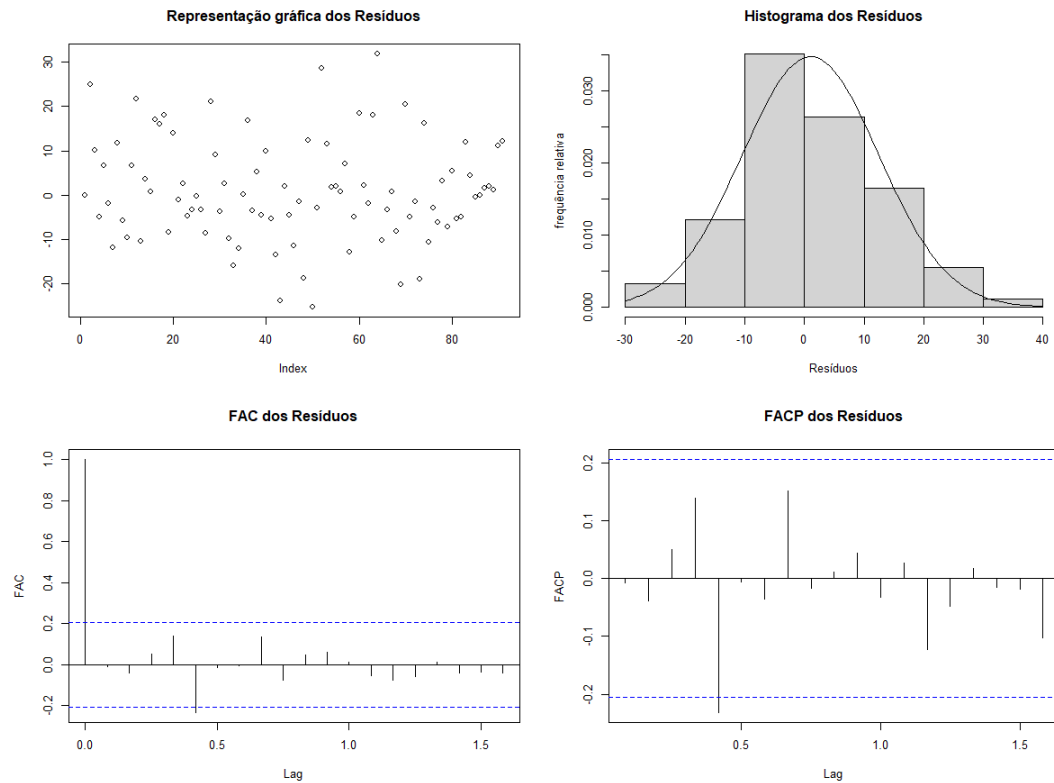 Representação gráfica dos Resíduos
30
20
10
0
-10
-20
0 20 40 60 80
Index
Histograma dos Resíduos
frequência relativa
0.030
0.020
0.010
0.000
-30 -20 -10 0 10 20 30 40
Resíduos
FAC dos Resíduos
FAC
1.0
0.8
0.6
0.4
0.2
0.0
-0.2
0.0 0.5 1.0 1.5
Lag
FACP dos Resíduos
FACP
0.2
0.1
0.0
-0.1
-0.2
0.5 1.0 1.5
Lag